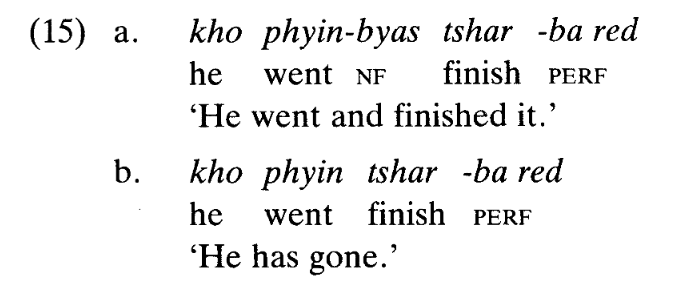 (15) a. kho phyin-byas tshar -ba red
he went NF finish PERF
‘He went and finished it.’
b. kho phyin tshar -ba red
he went finish PERF
‘He has gone.’